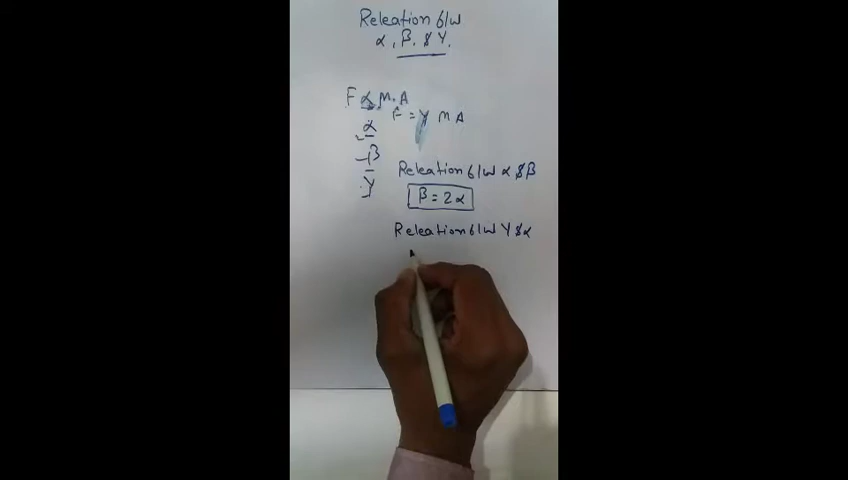 Releation b/w
α, β, $ Y.
F α M.A
F = Y M A
α
β
Y
Releation b/w α $ β
β = 2α
Releation b/w Y $ α